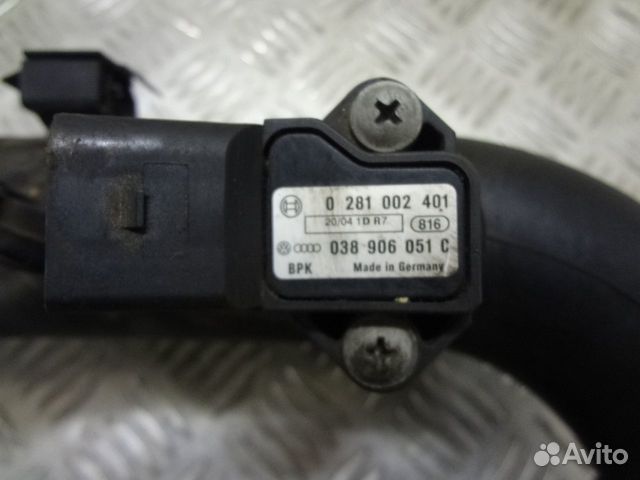 0 281 002 401
20/04 1D R7
816
038 906 051 C
BPK Made in Germany
Avito